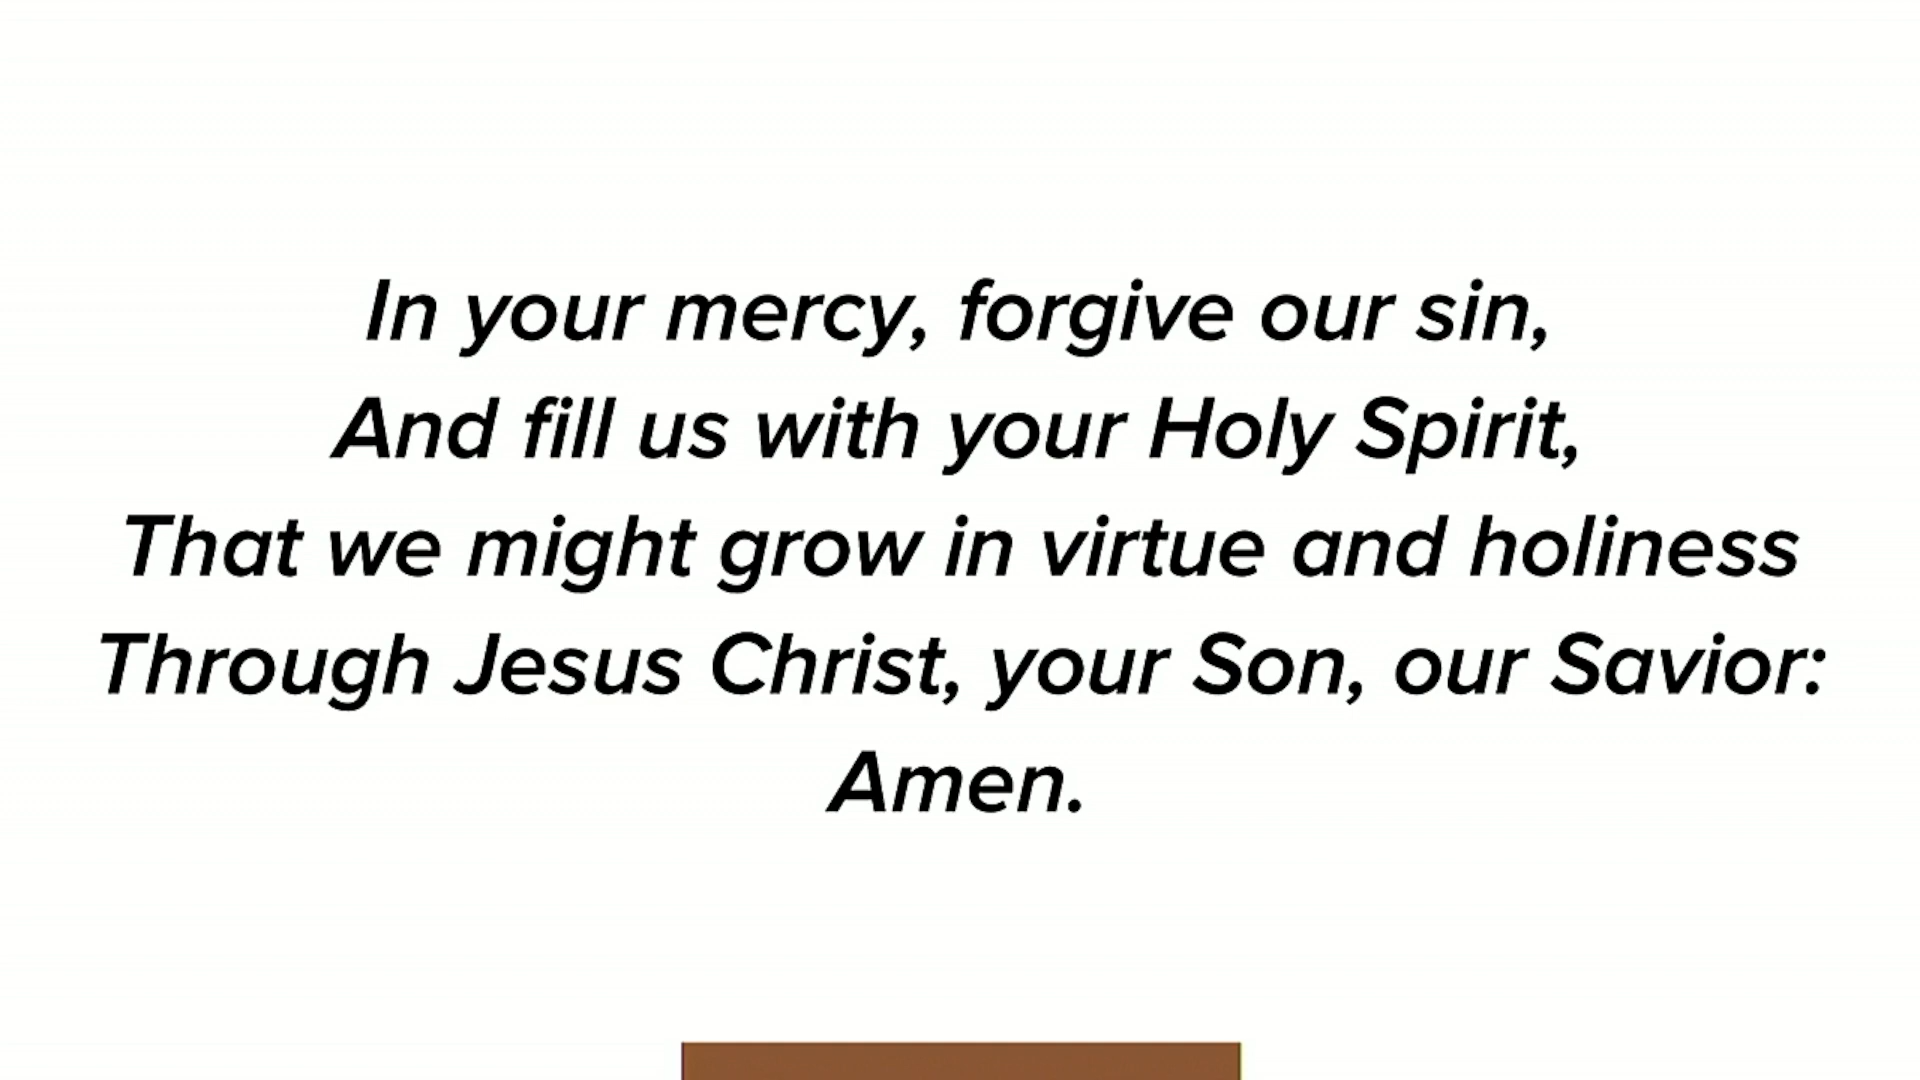 In your mercy, forgive our sin,
And fill us with your Holy Spirit,
That we might grow in virtue and holiness
Through Jesus Christ, your Son, our Savior:
Amen.